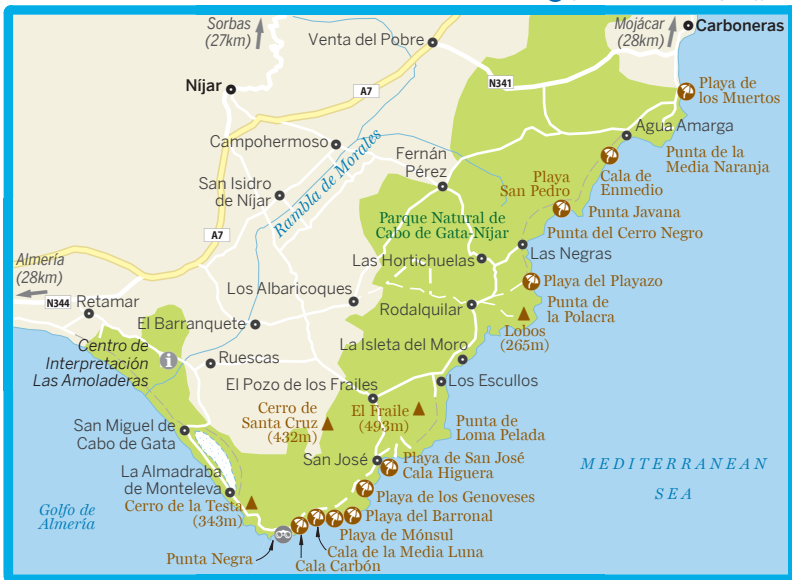 Sorbas
(27km)
Mojácar
(28km)
Carboneras
Venta del Pobre
N341
Níjar
A7
Playa de
los Muertos
Agua Amarga
Campohermoso
Rambla de Morales
Fernán
Pérez
Punta de la
Media Naranja
Cala de
Enmedio
Playa
San Pedro
San Isidro
de Níjar
Punta Javana
Parque Natural de
Cabo de Gata-Níjar
Punta del Cerro Negro
A7
Las Negras
Almería
(28km)
Las Hortichuelas
Playa del Playazo
N344
Retamar
Los Albaricoques
Rodalquilar
Punta de
la Polacra
El Barranquete
Lobos
(265m)
Centro de
Interpretación
Las Amoladeras
La Isleta del Moro
Ruescas
El Pozo de los Frailes
Los Escullos
Cerro de
Santa Cruz
(432m)
El Fraile
(493m)
Punta de
Loma Pelada
San Miguel de
Cabo de Gata
San José
Playa de San José
Cala Higuera
MEDITERRANEAN
SEA
La Almadraba
de Monteleva
Playa de los Genoveses
Cerro de la Testa
(343m)
Golfo de
Almería
Playa del Barronal
Playa de Mónsul
Cala de la Media Luna
Punta Negra
Cala Carbón